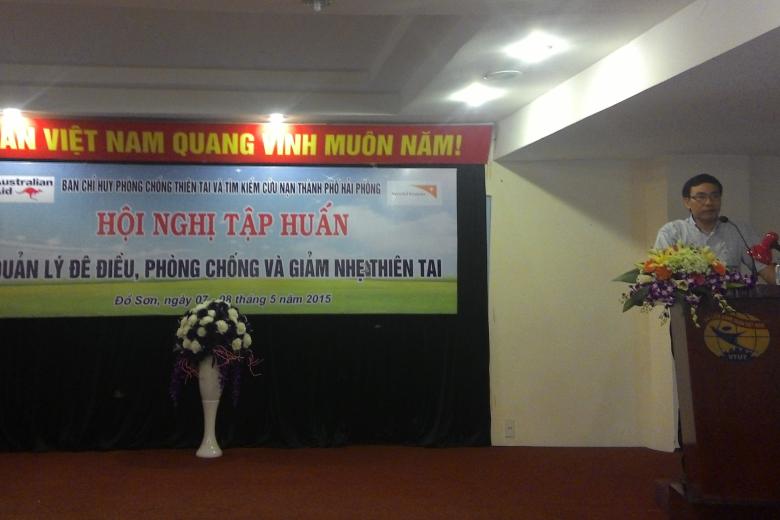 VIỆT NAM QUANG VINH MUÔN NĂM!
Australian
Aid
BAN CHỈ HUY PHÒNG CHỐNG THIÊN TAI VÀ TÌM KIẾM CỨU NẠN THÀNH PHỐ HẢI PHÒNG
HỘI NGHỊ TẬP HUẤN
QUẢN LÝ ĐÊ ĐIỀU, PHÒNG CHỐNG VÀ GIẢM NHẸ THIÊN TAI
Đồ Sơn, ngày 07 - 08 tháng 5 năm 2015
VTUT